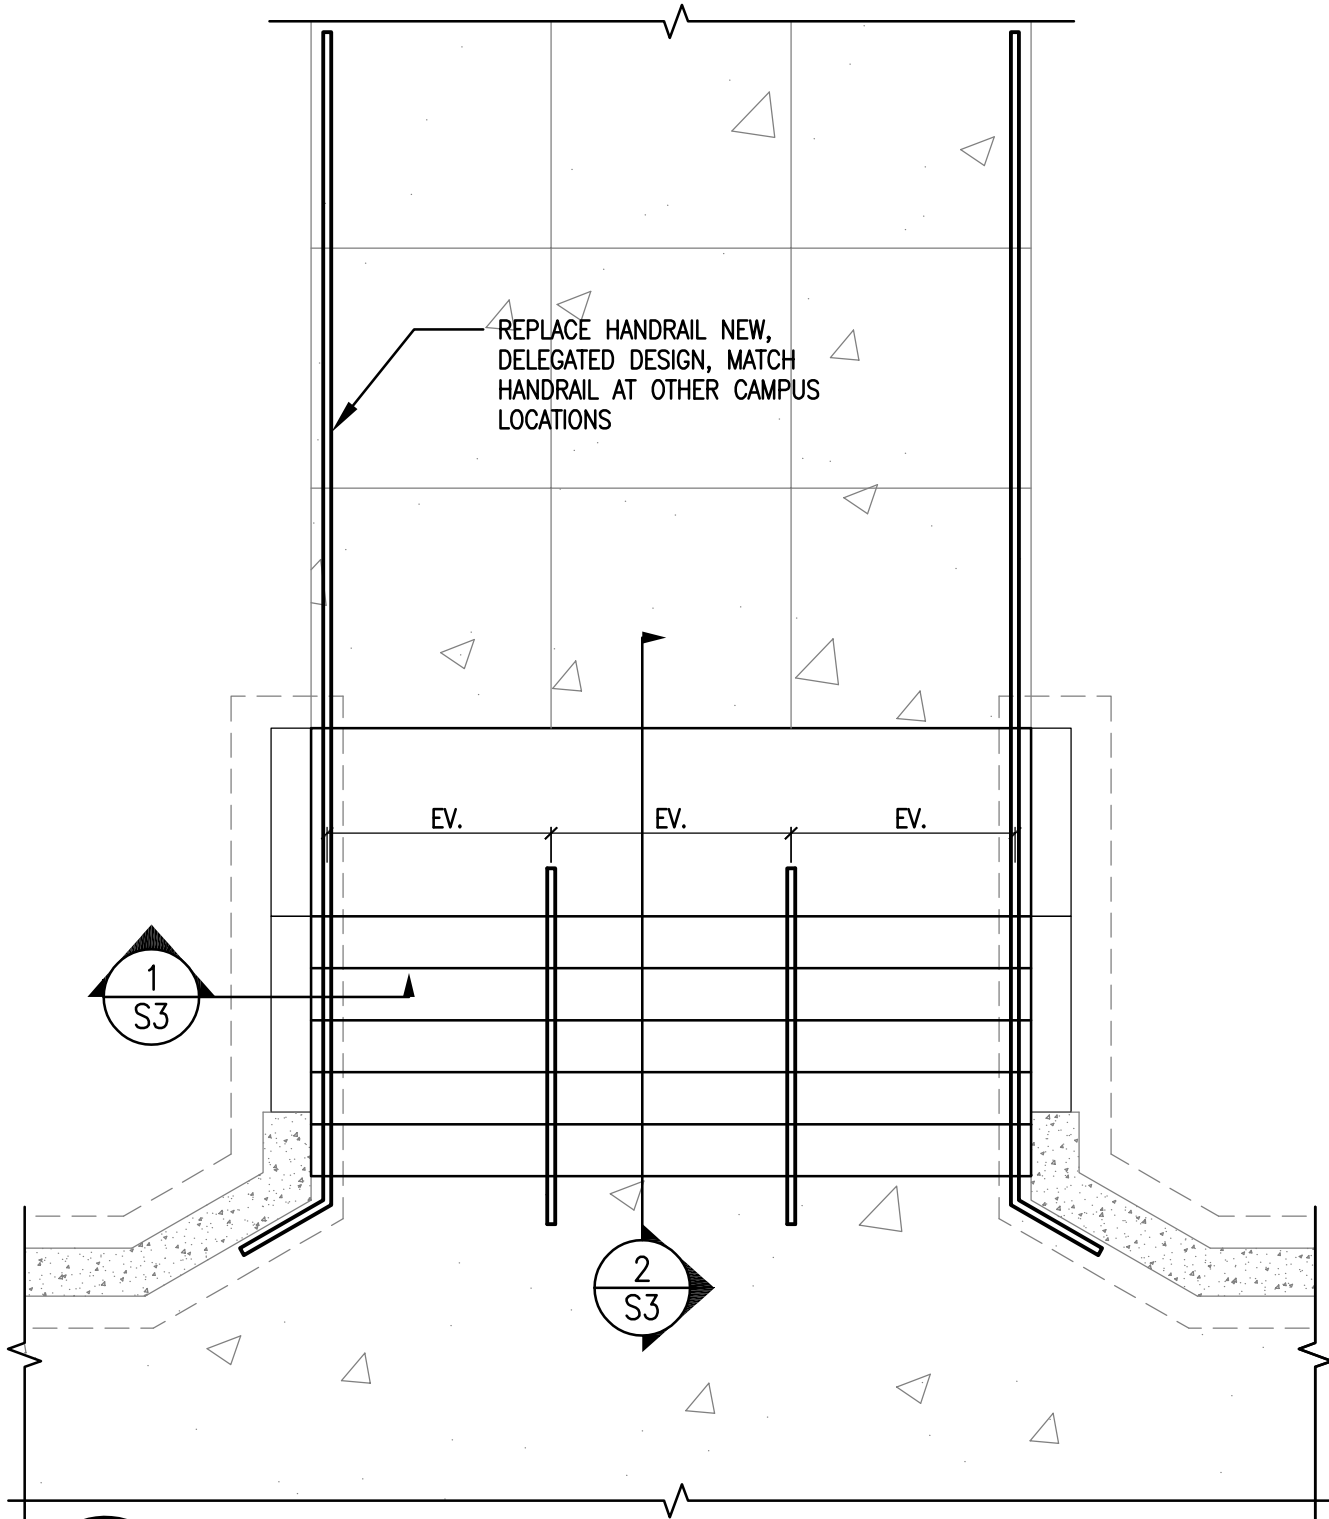 REPLACE HANDRAIL NEW,
DELEGATED DESIGN, MATCH
HANDRAIL AT OTHER CAMPUS
LOCATIONS
EV.
EV.
EV.
1
S3
2
S3